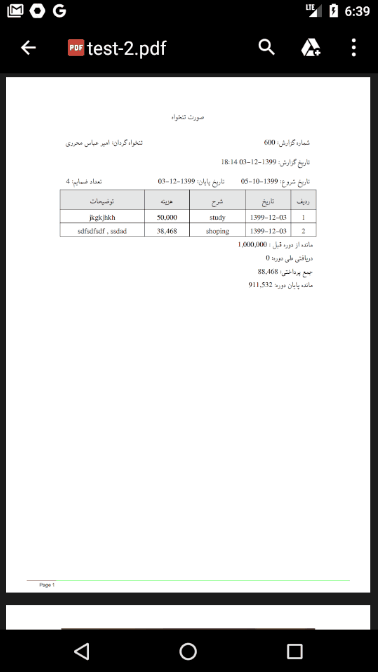 LTE 6:39
PDF test-2.pdf
صورت تنخواه
شماره گزارش: 600 تنخواه گردان: امیر عباس محرری
تاریخ گزارش: 1399-12-03 18:14
تاریخ شروع: 1399-10-05 تاریخ پایان: 1399-12-03 تعداد ضمایم: 4
ردیف تاریخ شرح هزینه توضیحات
1 1399-12-03 study 50,000 jkgkjhkh
2 1399-12-03 shoping 38,468 sdfsdfsdf , ssdsd
مانده از دوره قبل : 1,000,000
دریافتی طی دوره: 0
جمع پرداختی: 88,468
مانده پایان دوره: 911,532
Page 1